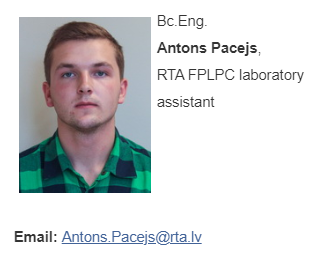 Bc.Eng.
Antons Pacejs,
RTA FPLPC laboratory
assistant
Email: Antons.Pacejs@rta.lv